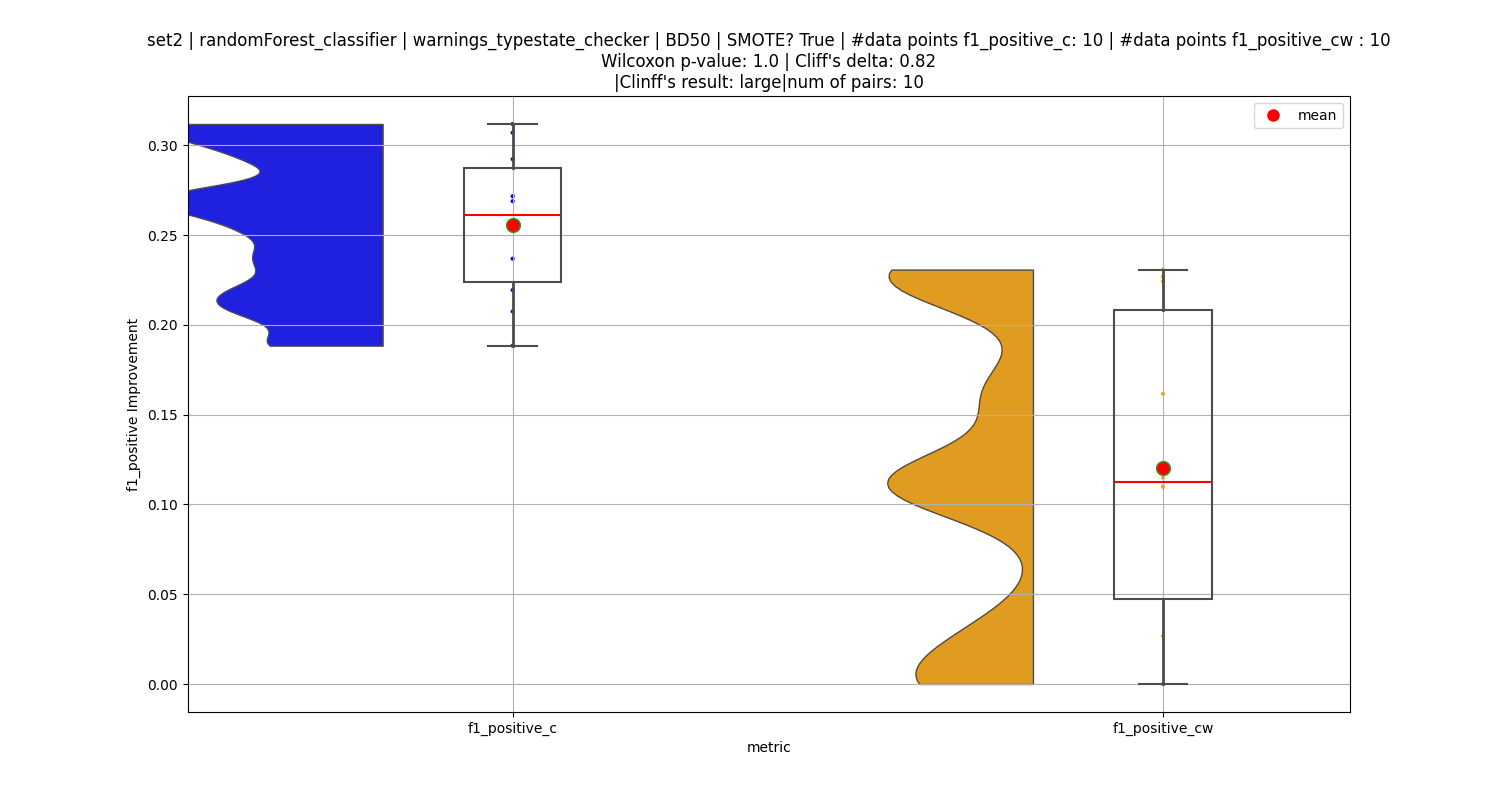 set2 | randomForest_classifier | warnings_typestate_checker | BD50 | SMOTE? True | #data points f1_positive_c: 10 | #data points f1_positive_cw : 10
Wilcoxon p-value: 1.0 | Cliff's delta: 0.82
|Clinff's result: large|num of pairs: 10
mean
f1_positive Improvement
0.30
0.25
0.20
0.15
0.10
0.05
0.00
f1_positive_c
f1_positive_cw
metric